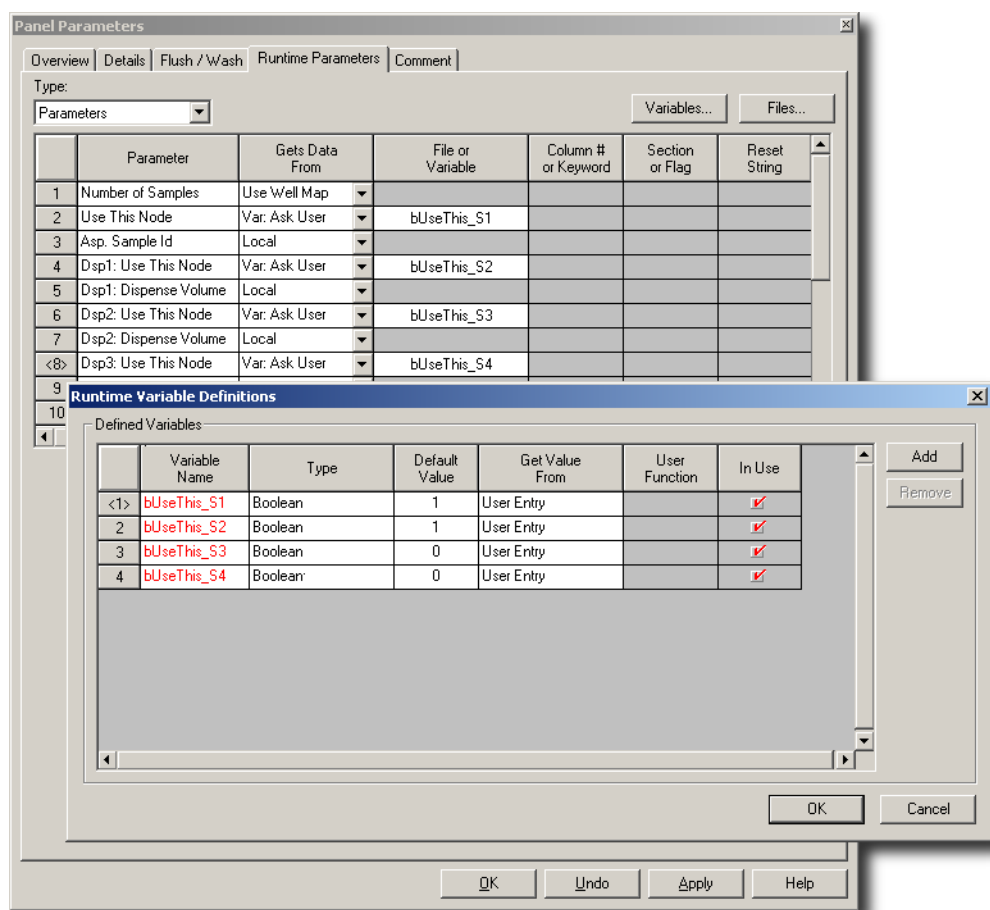 Panel Parameters
Overview Details Flush / Wash Runtime Parameters Comment
Type:
Parameters Variables... Files...
Parameter Gets Data From File or Variable Column # or Keyword Section or Flag Reset String
1 Number of Samples Use Well Map
2 Use This Node Var: Ask User bUseThis_S1
3 Asp. Sample Id Local
4 Dsp1: Use This Node Var: Ask User bUseThis_S2
5 Dsp1: Dispense Volume Local
6 Dsp2: Use This Node Var: Ask User bUseThis_S3
7 Dsp2: Dispense Volume Local
<8> Dsp3: Use This Node Var: Ask User bUseThis_S4
9
10
Runtime Variable Definitions
Defined Variables
Variable Name Type Default Value Get Value From User Function In Use
<1> bUseThis_S1 Boolean 1 User Entry
2 bUseThis_S2 Boolean 1 User Entry
3 bUseThis_S3 Boolean 0 User Entry
4 bUseThis_S4 Boolean 0 User Entry
Add
Remove
OK Cancel
OK Undo Apply Help